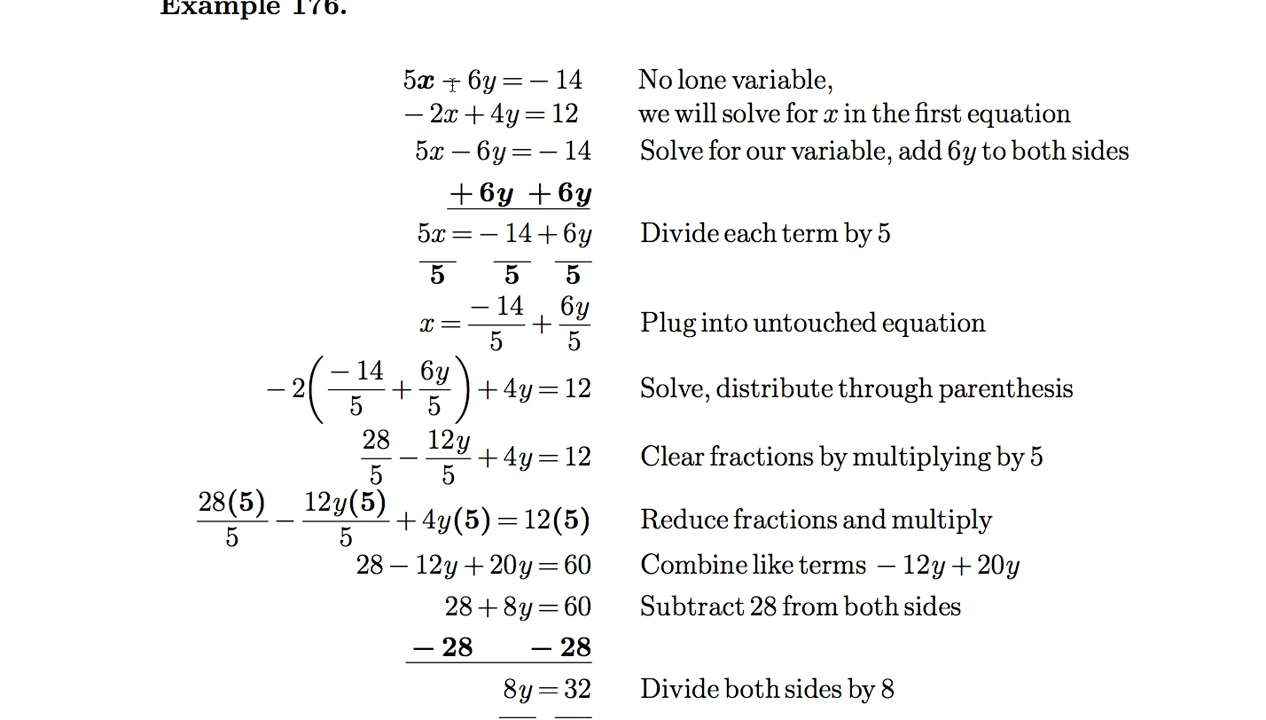 Example 176.
5x − 6y = − 14 No lone variable,
− 2x + 4y = 12 we will solve for x in the first equation
5x − 6y = − 14 Solve for our variable, add 6y to both sides
+ 6y + 6y
5x = − 14 + 6y Divide each term by 5
5 5 5
x = − 14/5 + 6y/5 Plug into untouched equation
− 2(− 14/5 + 6y/5) + 4y = 12 Solve, distribute through parenthesis
28/5 − 12y/5 + 4y = 12 Clear fractions by multiplying by 5
28(5)/5 − 12y(5)/5 + 4y(5) = 12(5) Reduce fractions and multiply
28 − 12y + 20y = 60 Combine like terms − 12y + 20y
28 + 8y = 60 Subtract 28 from both sides
− 28 − 28
8y = 32 Divide both sides by 8